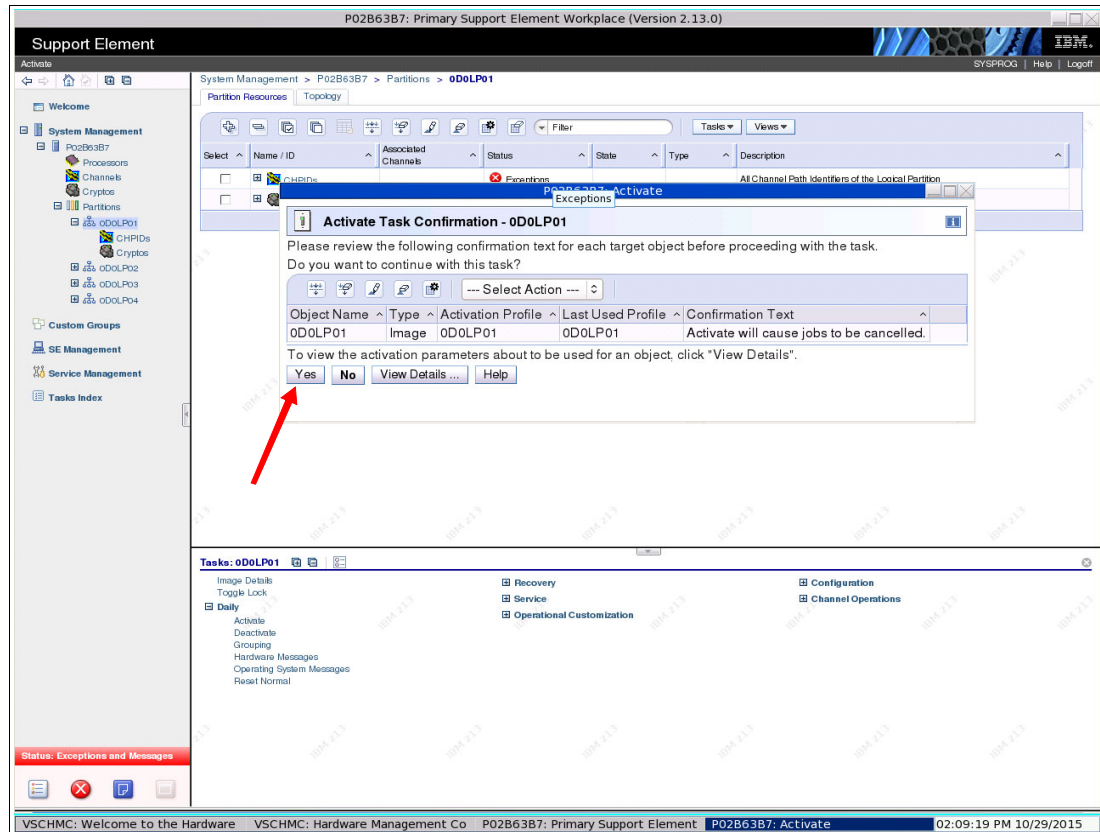 P02B63B7: Primary Support Element Workplace (Version 2.13.0)
Support Element
IBM.
Activate
SYSPROG | Help | Logoff
System Management > P02B63B7 > Partitions > 0D0LP01
Partition Resources Topology
Welcome
System Management
P02B63B7
Processors
Channels
Cryptos
Partitions
0D0LP01
CHPIDs
Cryptos
0D0LP02
0D0LP03
0D0LP04
Custom Groups
SE Management
Service Management
Tasks Index
Filter Tasks Views
Select Name / ID Associated Channels Status State Type Description
CHPIDs Exceptions All Channel Path Identifiers of the Logical Partition
P02B63B7: Activate
Exceptions
Activate Task Confirmation - 0D0LP01
Please review the following confirmation text for each target object before proceeding with the task.
Do you want to continue with this task?
--- Select Action ---
Object Name Type Activation Profile Last Used Profile Confirmation Text
0D0LP01 Image 0D0LP01 0D0LP01 Activate will cause jobs to be cancelled.
To view the activation parameters about to be used for an object, click "View Details".
Yes No View Details ... Help
Tasks: 0D0LP01
Image Details
Toggle Lock
Daily
Activate
Deactivate
Grouping
Hardware Messages
Operating System Messages
Reset Normal
Recovery
Service
Operational Customization
Configuration
Channel Operations
IBM 213
Status: Exceptions and Messages
VSCHMC: Welcome to the Hardware VSCHMC: Hardware Management Co P02B63B7: Primary Support Element P02B63B7: Activate 02:09:19 PM 10/29/2015